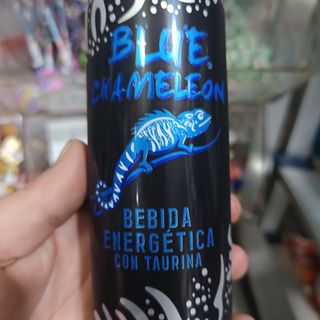 BLUE
CHAMELEON
BEBIDA
ENERGÉTICA
CON TAURINA